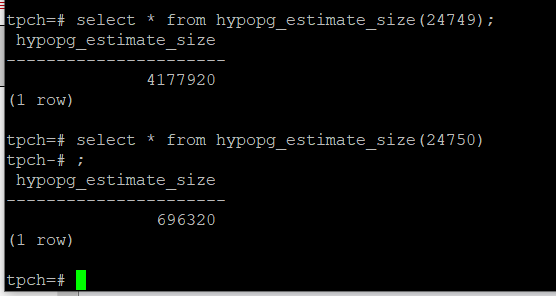 tpch=# select * from hypopg_estimate_size(24749);
 hypopg_estimate_size
----------------------
              4177920
(1 row)

tpch=# select * from hypopg_estimate_size(24750)
tpch-# ;
 hypopg_estimate_size
----------------------
               696320
(1 row)

tpch=#